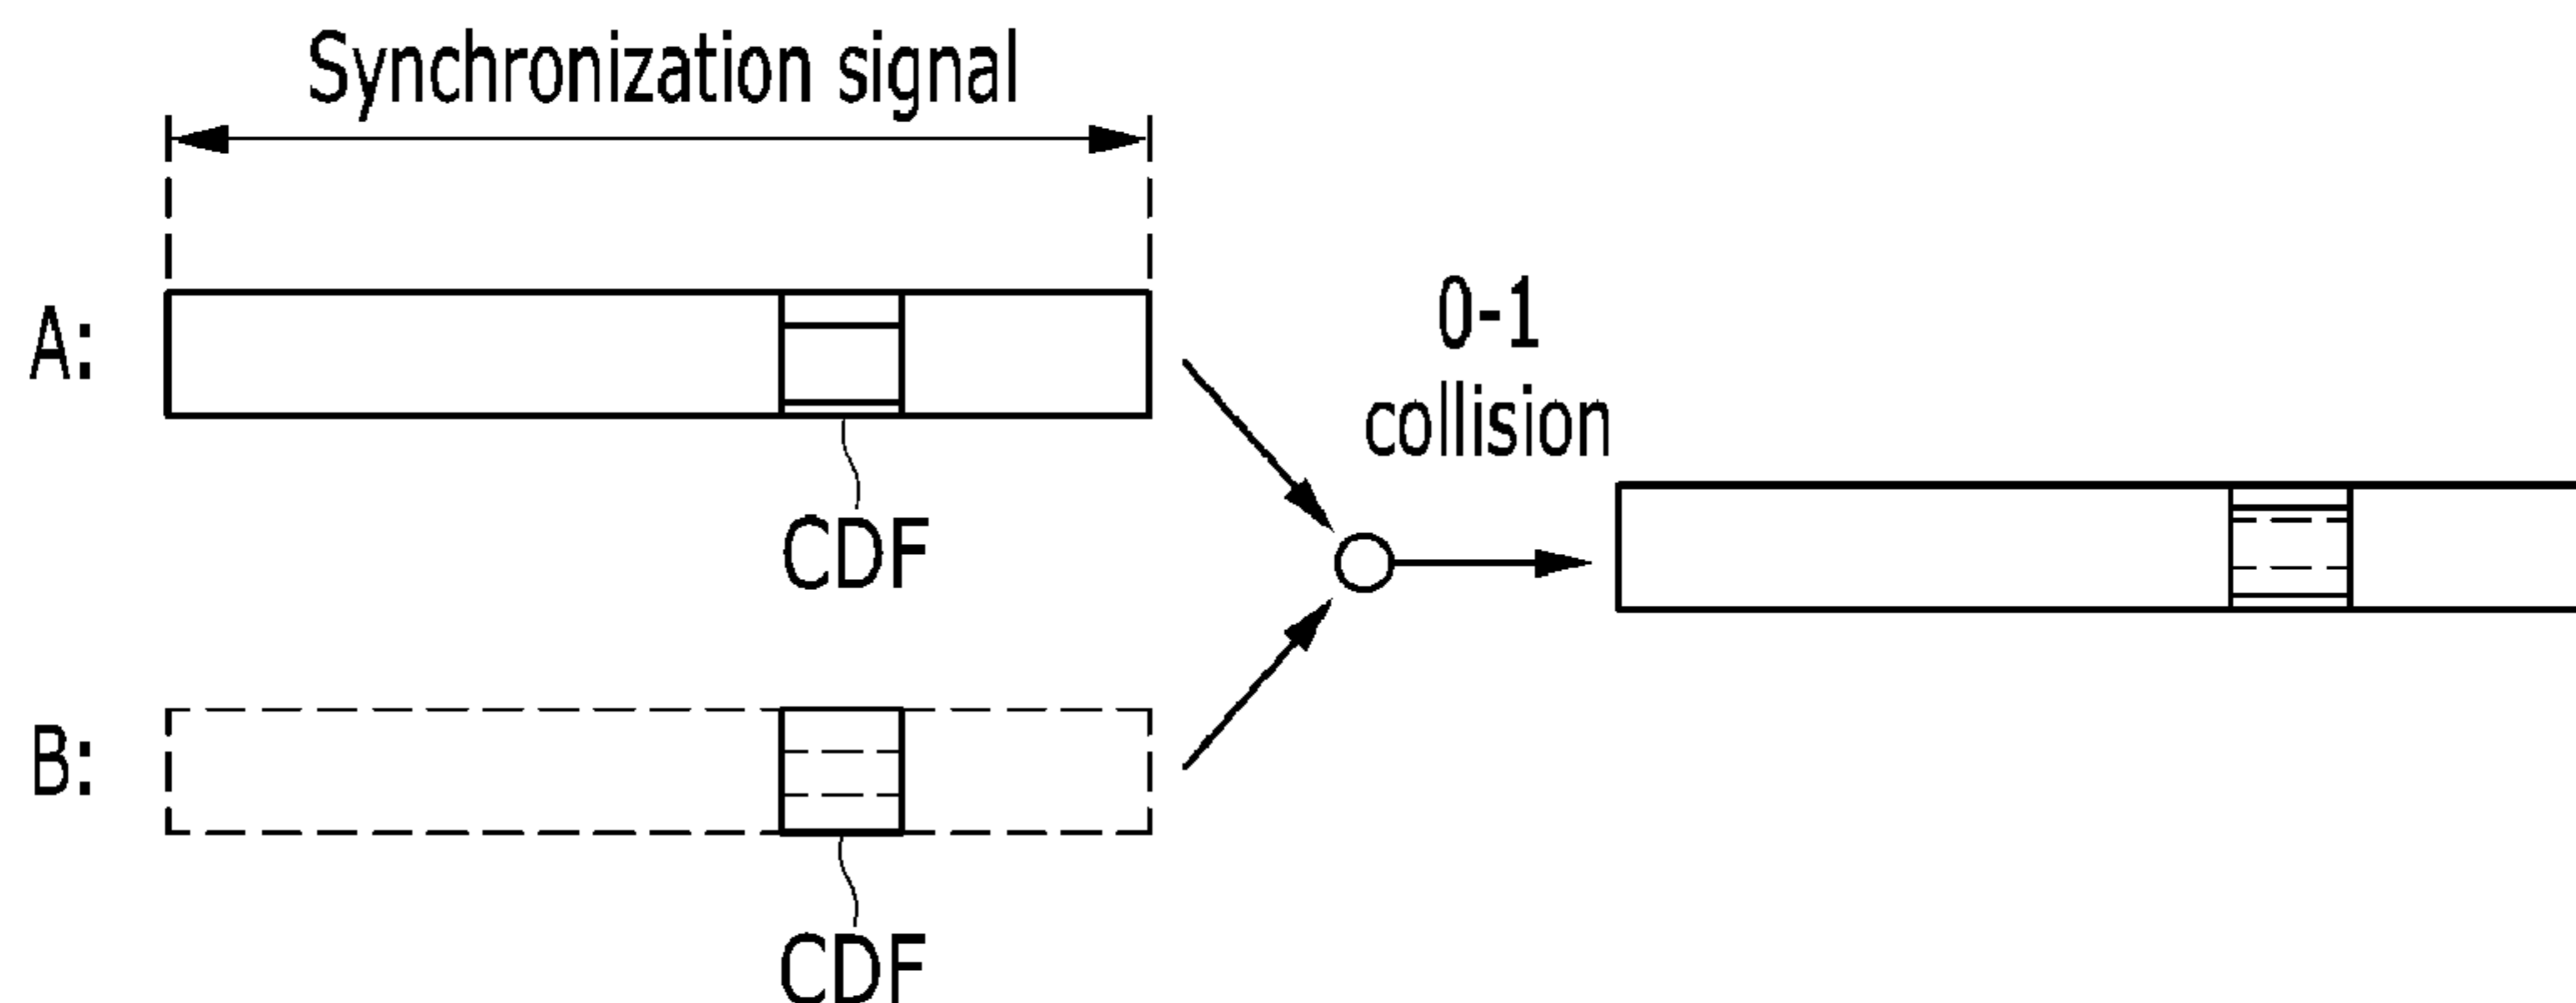 Synchronization signal
A:
0-1
collision
CDF
B:
CDF